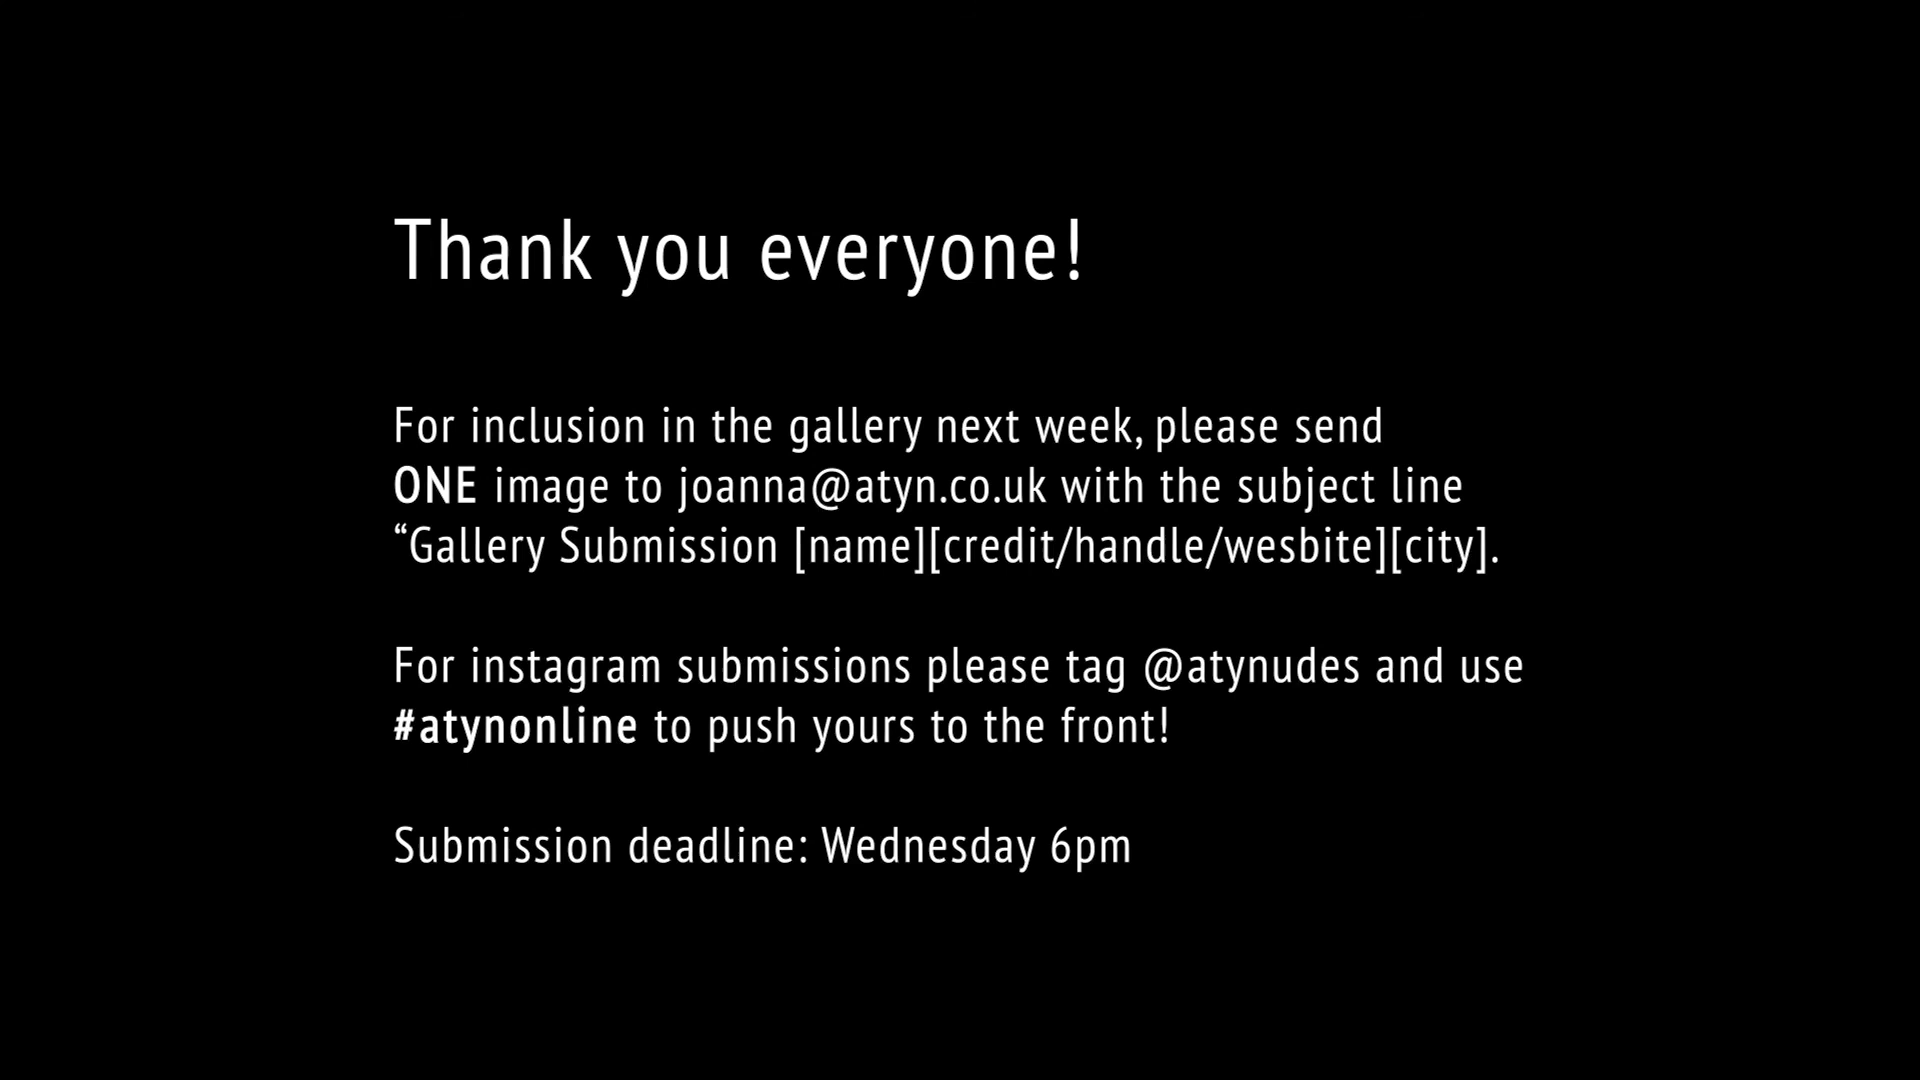 Thank you everyone!
For inclusion in the gallery next week, please send
ONE image to joanna@atyn.co.uk with the subject line
“Gallery Submission [name][credit/handle/wesbite][city].
For instagram submissions please tag @atynudes and use
#atynonline to push yours to the front!
Submission deadline: Wednesday 6pm